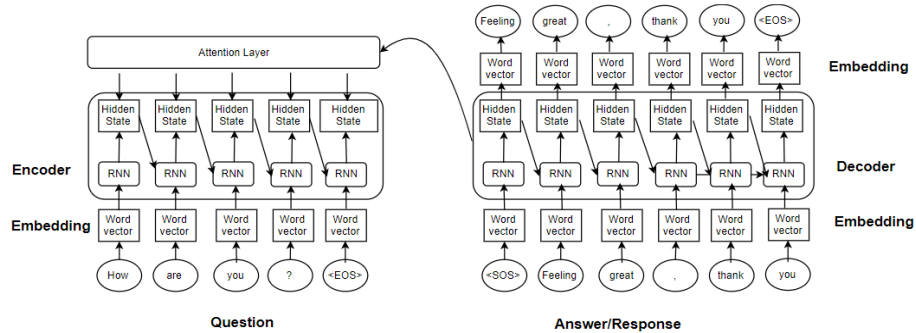 Feeling great , thank you <EOS>
Attention Layer
Word vector Word vector Word vector Word vector Word vector Word vector
Embedding
Hidden State Hidden State Hidden State Hidden State Hidden State
Hidden State Hidden State Hidden State Hidden State Hidden State Hidden State
Encoder
RNN RNN RNN RNN RNN
RNN RNN RNN RNN RNN RNN
Decoder
Embedding
Word vector Word vector Word vector Word vector Word vector
Word vector Word vector Word vector Word vector Word vector Word vector
Embedding
How are you ? <EOS>
<SOS> Feeling great , thank you
Question
Answer/Response